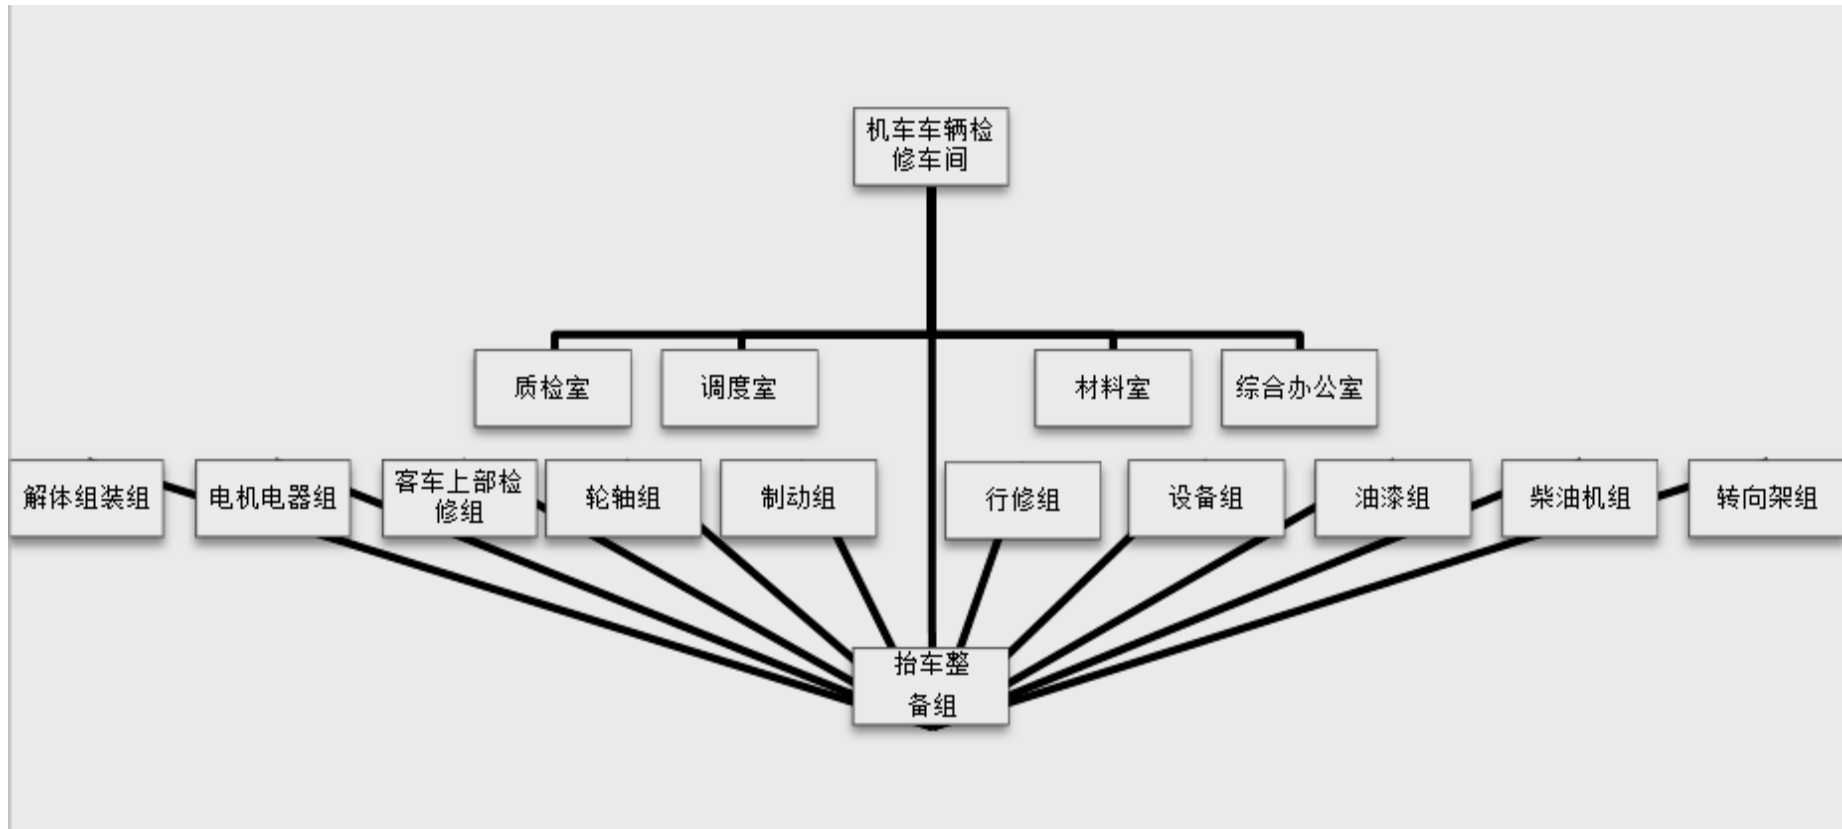 机车车辆检
修车间
质检室
调度室
材料室
综合办公室
解体组装组
电机电器组
客车上部检
修组
轮轴组
制动组
行修组
设备组
油漆组
柴油机组
转向架组
抬车整
备组